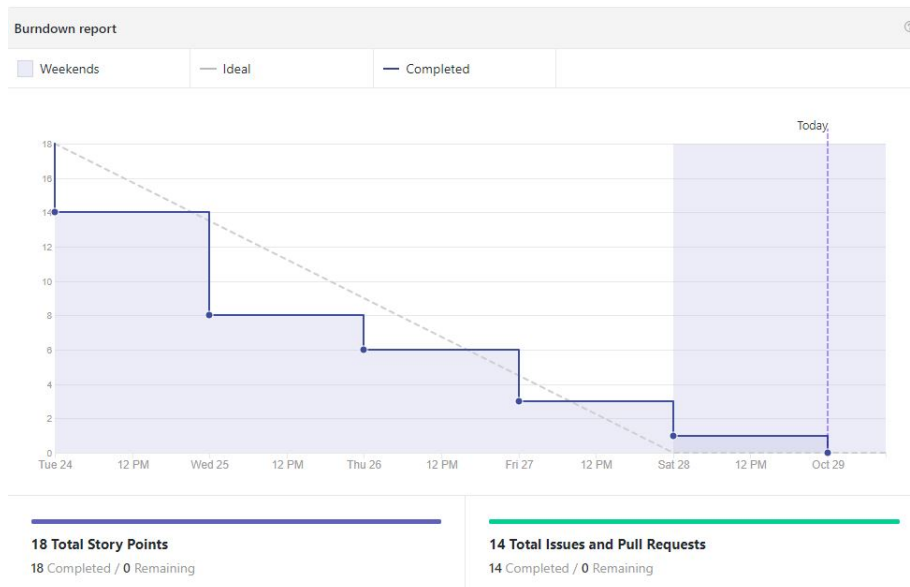 Burndown report
Weekends
Ideal
Completed
Today
18
16
14
12
10
8
6
4
2
0
Tue 24 12 PM Wed 25 12 PM Thu 26 12 PM Fri 27 12 PM Sat 28 12 PM Oct 29
18 Total Story Points
18 Completed / 0 Remaining
14 Total Issues and Pull Requests
14 Completed / 0 Remaining